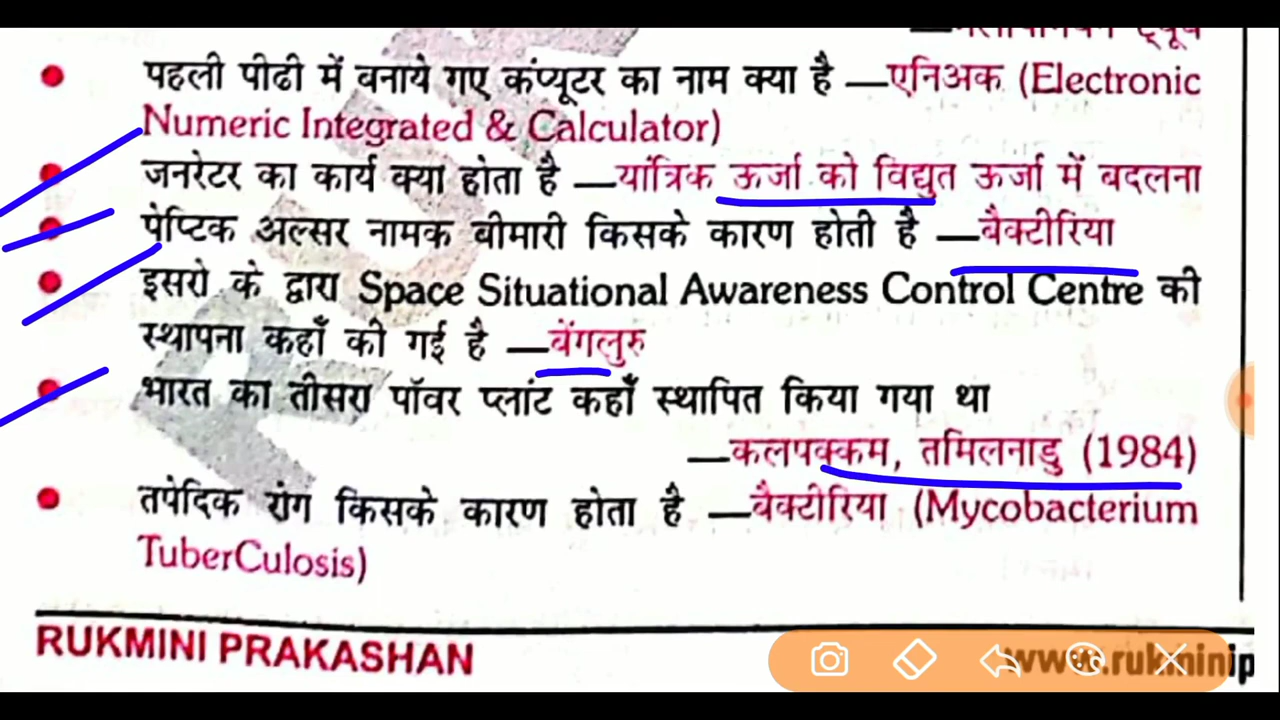 पहली पीढी में बनाये गए कंप्यूटर का नाम क्या है —एनिअक (Electronic
Numeric Integrated & Calculator)
जनरेटर का कार्य क्या होता है —यांत्रिक ऊर्जा को विद्युत ऊर्जा में बदलना
पेप्टिक अल्सर नामक बीमारी किसके कारण होती है —बैक्टीरिया
इसरो के द्वारा Space Situational Awareness Control Centre की
स्थापना कहाँ की गई है —बेंगलुरु
भारत का तीसरा पॉवर प्लांट कहाँ स्थापित किया गया था
—कलपक्कम, तमिलनाडु (1984)
तपेदिक रोग किसके कारण होता है —बैक्टीरिया (Mycobacterium
TuberCulosis)
RUKMINI PRAKASHAN
www.rukminip